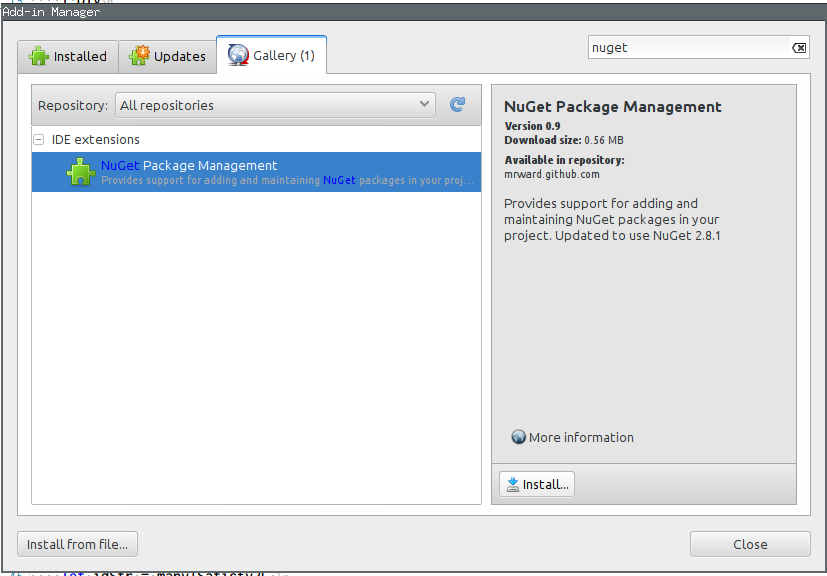 Add-in Manager
Installed
Updates
Gallery (1)
nuget
Repository:
All repositories
IDE extensions
NuGet Package Management
Provides support for adding and maintaining NuGet packages in your proj...
NuGet Package Management
Version 0.9
Download size: 0.56 MB
Available in repository:
mrward.github.com
Provides support for adding and
maintaining NuGet packages in your
project. Updated to use NuGet 2.8.1
More information
Install...
Install from file...
Close